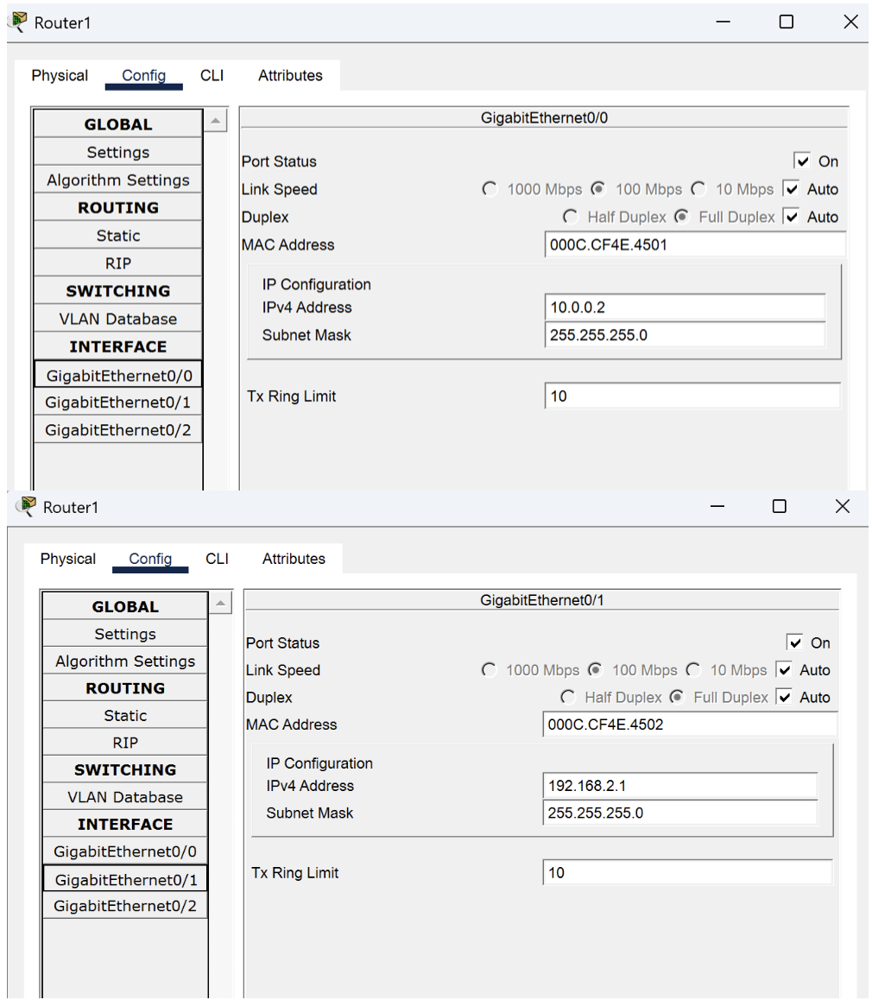 Router1
Physical Config CLI Attributes
GLOBAL
Settings
Algorithm Settings
ROUTING
Static
RIP
SWITCHING
VLAN Database
INTERFACE
GigabitEthernet0/0
GigabitEthernet0/1
GigabitEthernet0/2
GigabitEthernet0/0
Port Status On
Link Speed 1000 Mbps 100 Mbps 10 Mbps Auto
Duplex Half Duplex Full Duplex Auto
MAC Address 000C.CF4E.4501
IP Configuration
IPv4 Address 10.0.0.2
Subnet Mask 255.255.255.0
Tx Ring Limit 10
Router1
Physical Config CLI Attributes
GLOBAL
Settings
Algorithm Settings
ROUTING
Static
RIP
SWITCHING
VLAN Database
INTERFACE
GigabitEthernet0/0
GigabitEthernet0/1
GigabitEthernet0/2
GigabitEthernet0/1
Port Status On
Link Speed 1000 Mbps 100 Mbps 10 Mbps Auto
Duplex Half Duplex Full Duplex Auto
MAC Address 000C.CF4E.4502
IP Configuration
IPv4 Address 192.168.2.1
Subnet Mask 255.255.255.0
Tx Ring Limit 10